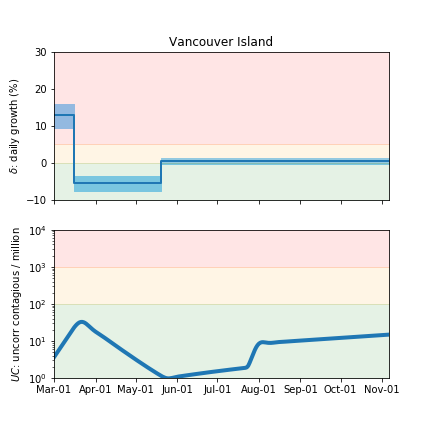 Vancouver Island
δ: daily growth (%)
30
20
10
0
−10
UC: uncorr contagious / million
10⁴
10³
10²
10¹
10⁰
Mar-01 Apr-01 May-01 Jun-01 Jul-01 Aug-01 Sep-01 Oct-01 Nov-01